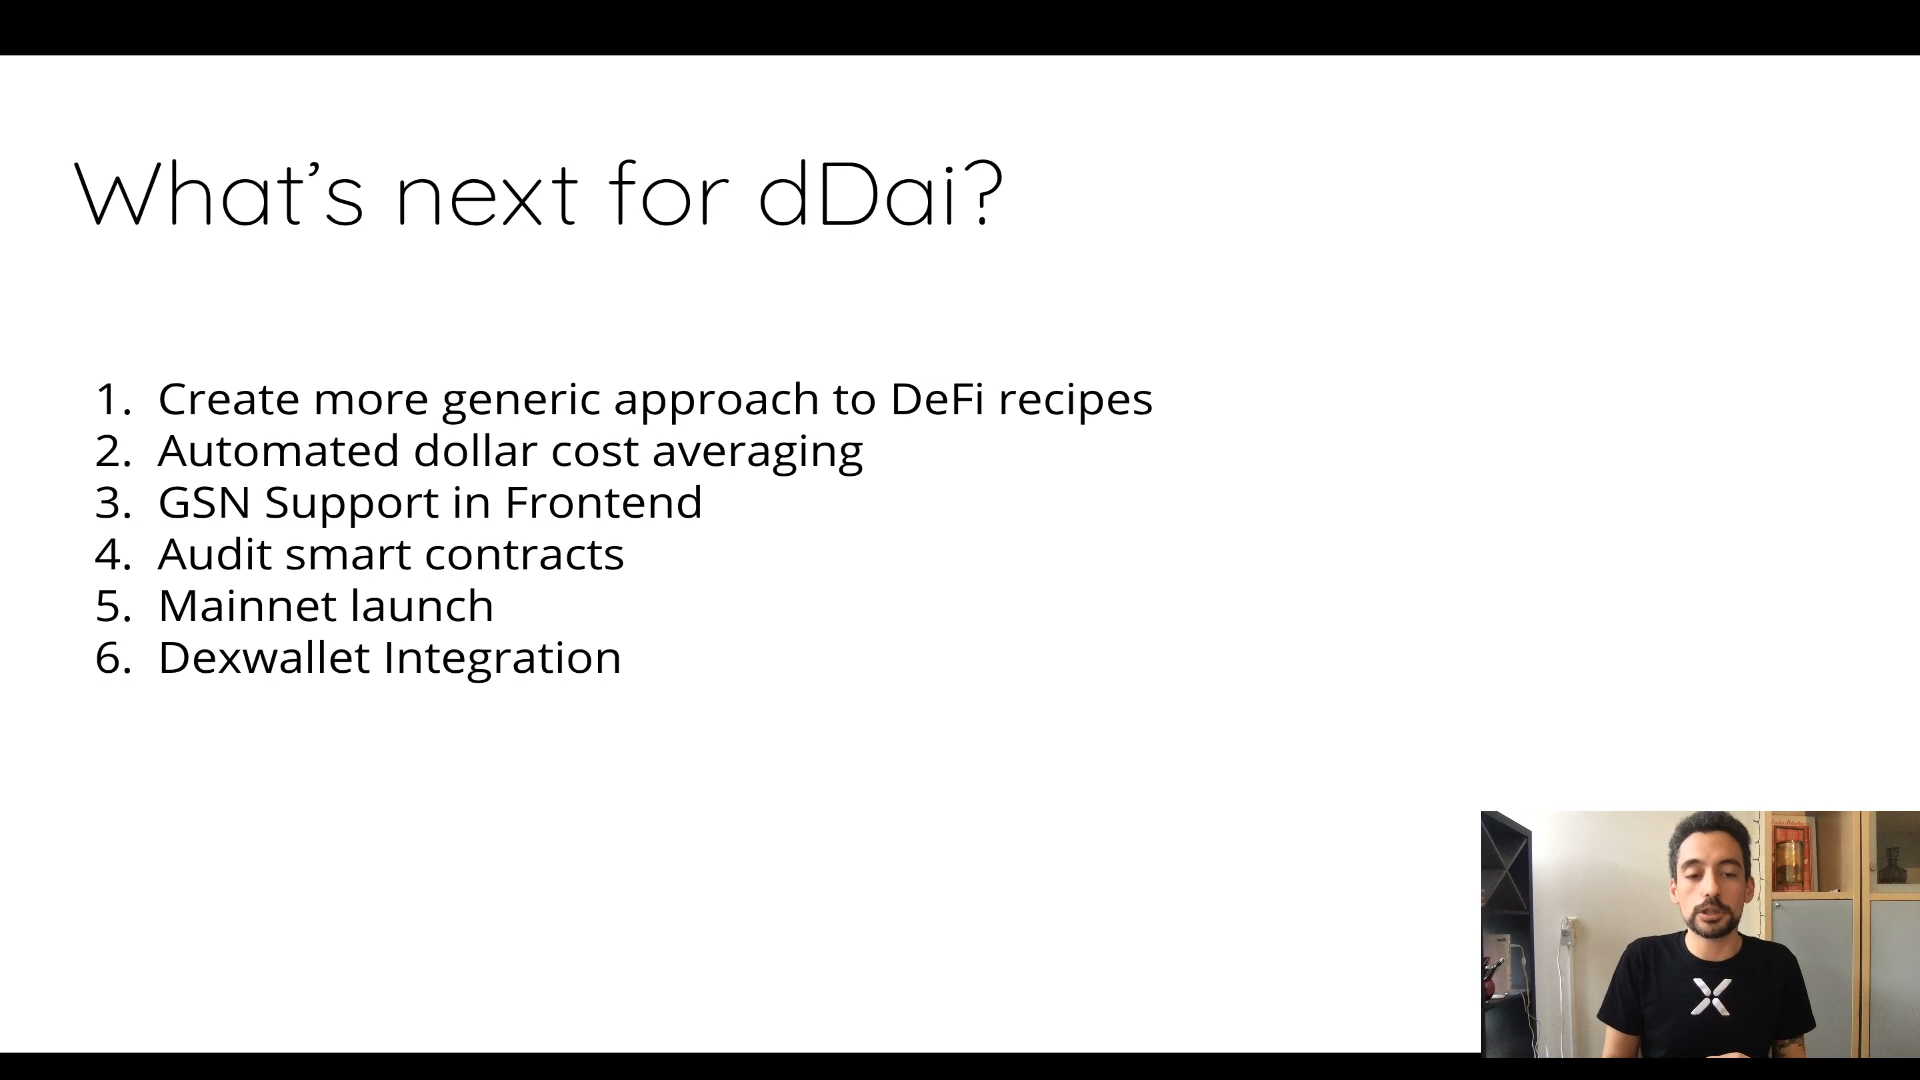 What's next for dDai?
1. Create more generic approach to DeFi recipes
2. Automated dollar cost averaging
3. GSN Support in Frontend
4. Audit smart contracts
5. Mainnet launch
6. Dexwallet Integration